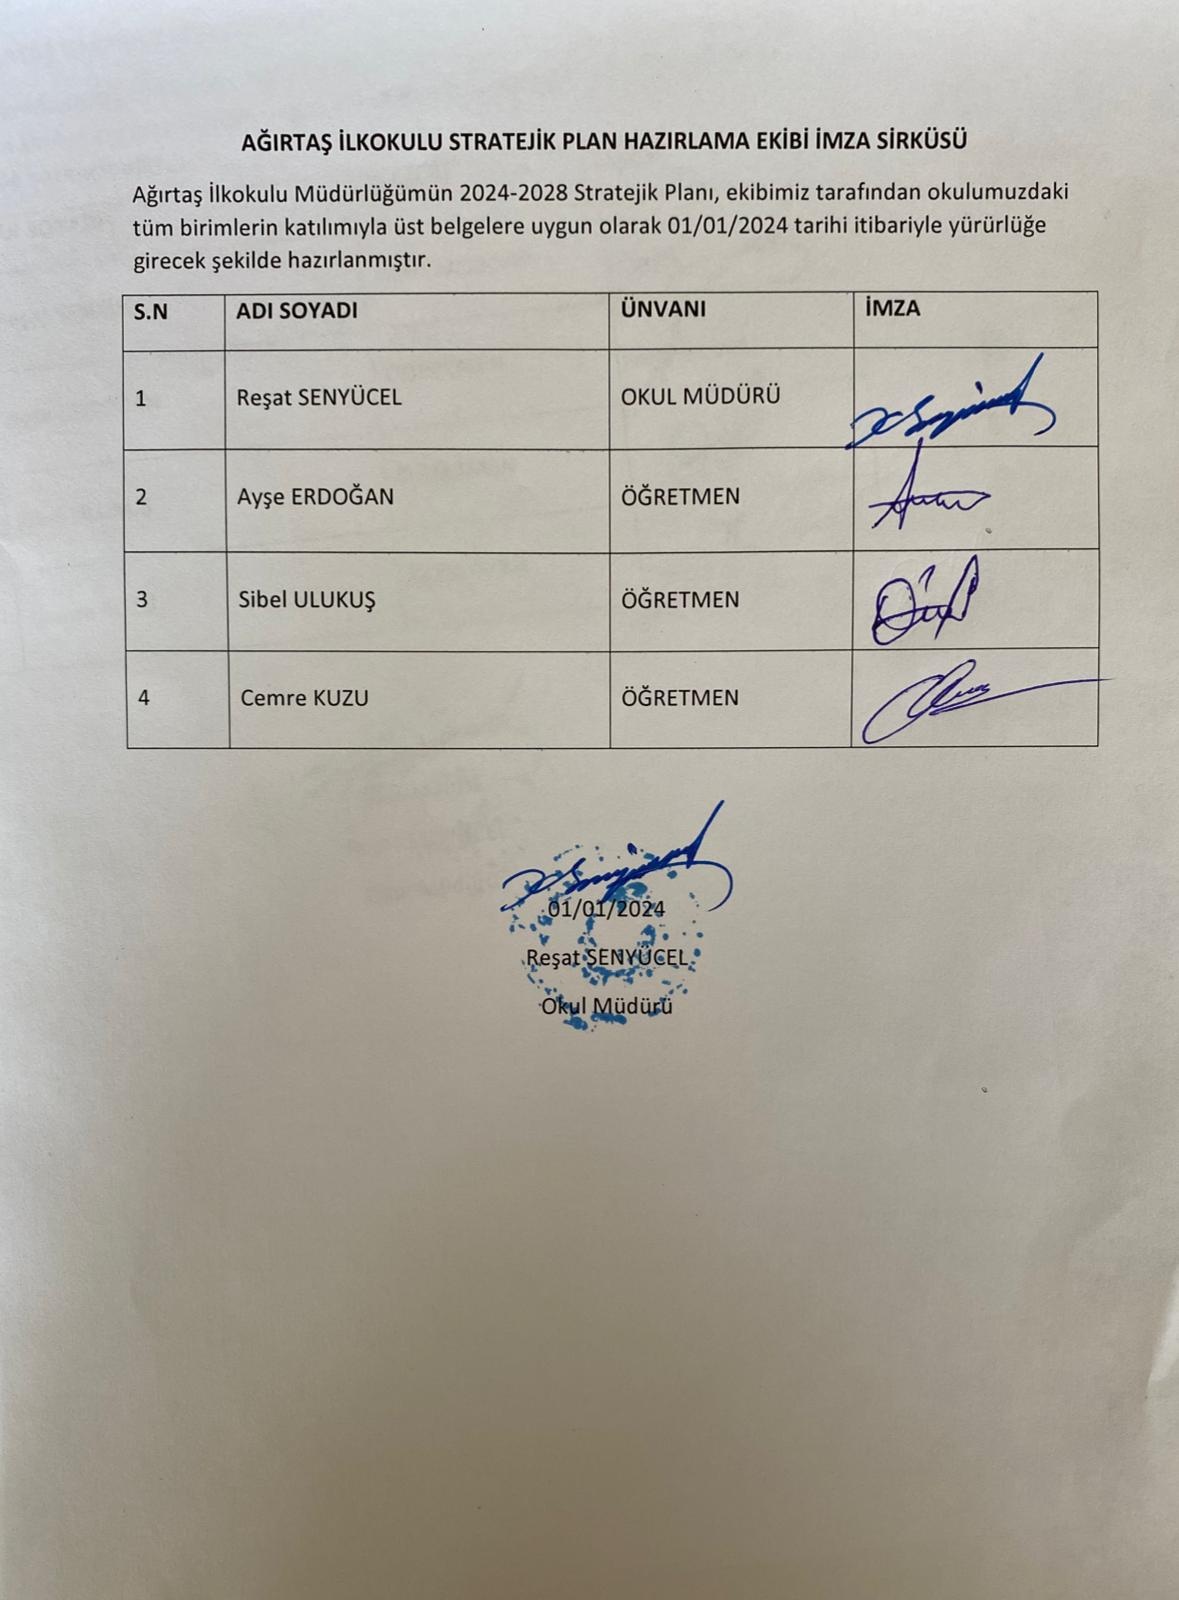 AĞIRTAŞ İLKOKULU STRATEJİK PLAN HAZIRLAMA EKİBİ İMZA SİRKÜSÜ
Ağırtaş İlkokulu Müdürlüğümün 2024-2028 Stratejik Planı, ekibimiz tarafından okulumuzdaki
tüm birimlerin katılımıyla üst belgelere uygun olarak 01/01/2024 tarihi itibariyle yürürlüğe
girecek şekilde hazırlanmıştır.
S.N ADI SOYADI ÜNVANI İMZA
1 Reşat SENYÜCEL OKUL MÜDÜRÜ
2 Ayşe ERDOĞAN ÖĞRETMEN
3 Sibel ULUKUŞ ÖĞRETMEN
4 Cemre KUZU ÖĞRETMEN
01/01/2024
Reşat SENYÜCEL
Okul Müdürü